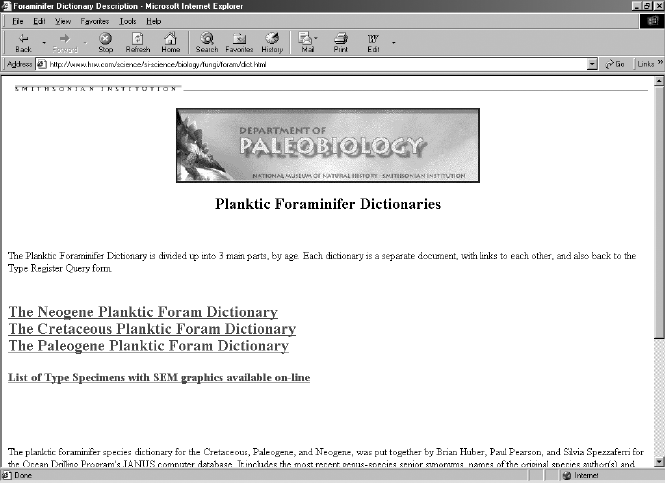 Foraminifer Dictionary Description - Microsoft Internet Explorer
File Edit View Favorites Tools Help
Back Forward Stop Refresh Home Search Favorites History Mail Print Edit
Address http://www.hrw.com/science/si-science/biology/fungi/foram/dict.html Go Links »
SMITHSONIAN INSTITUTION
DEPARTMENT OF
PALEOBIOLOGY
NATIONAL MUSEUM OF NATURAL HISTORY - SMITHSONIAN INSTITUTION
Planktic Foraminifer Dictionaries
The Planktic Foraminifer Dictionary is divided up into 3 main parts, by age. Each dictionary is a separate document, with links to each other, and also back to the
Type Register Query form.
The Neogene Planktic Foram Dictionary
The Cretaceous Planktic Foram Dictionary
The Paleogene Planktic Foram Dictionary
List of Type Specimens with SEM graphics available on-line
The planktic foraminifer species dictionary for the Cretaceous, Paleogene, and Neogene, was put together by Brian Huber, Paul Pearson, and Silvia Spezzaferri for
the Ocean Drilling Program's JANUS computer database. It includes the most recent genus-species senior synonyms, names of the original species author(s) and
Done Internet